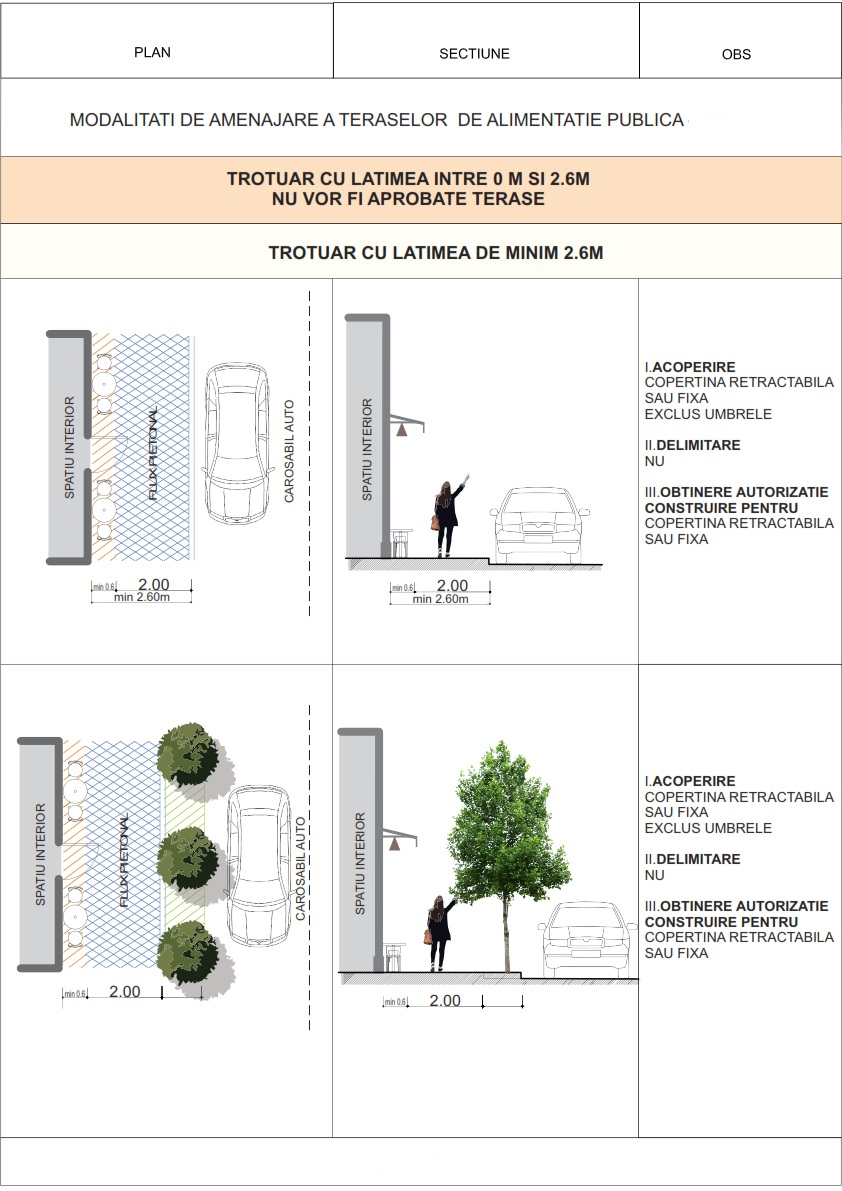 PLAN
SECTIUNE
OBS
MODALITATI DE AMENAJARE A TERASELOR DE ALIMENTATIE PUBLICA
TROTUAR CU LATIMEA INTRE 0 M SI 2.6M
NU VOR FI APROBATE TERASE
TROTUAR CU LATIMEA DE MINIM 2.6M
SPATIU INTERIOR
FLUX PIETONAL
CAROSABIL AUTO
min 0.6
2.00
min 2.60m
SPATIU INTERIOR
min 0.6
2.00
min 2.60m
I.ACOPERIRE
COPERTINA RETRACTABILA
SAU FIXA
EXCLUS UMBRELE
II.DELIMITARE
NU
III.OBTINERE AUTORIZATIE
CONSTRUIRE PENTRU
COPERTINA RETRACTABILA
SAU FIXA
SPATIU INTERIOR
FLUX PIETONAL
CAROSABIL AUTO
min 0.6
2.00
SPATIU INTERIOR
min 0.6
2.00
I.ACOPERIRE
COPERTINA RETRACTABILA
SAU FIXA
EXCLUS UMBRELE
II.DELIMITARE
NU
III.OBTINERE AUTORIZATIE
CONSTRUIRE PENTRU
COPERTINA RETRACTABILA
SAU FIXA